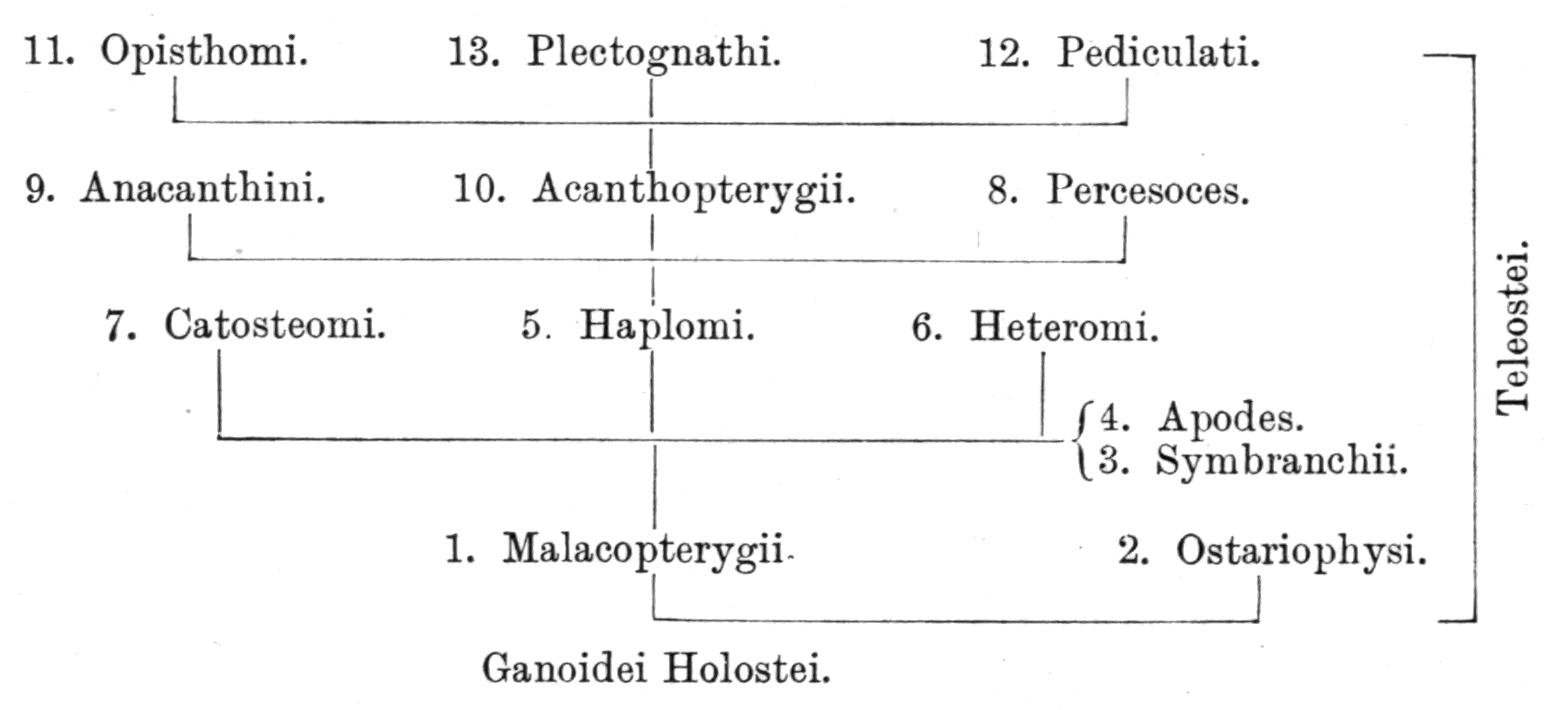 11. Opisthomi. 13. Plectognathi. 12. Pediculati.
9. Anacanthini. 10. Acanthopterygii. 8. Percesoces.
7. Catosteomi. 5. Haplomi. 6. Heteromi.
4. Apodes.
3. Symbranchii.
1. Malacopterygii. 2. Ostariophysi.
Ganoidei Holostei.
Teleostei.